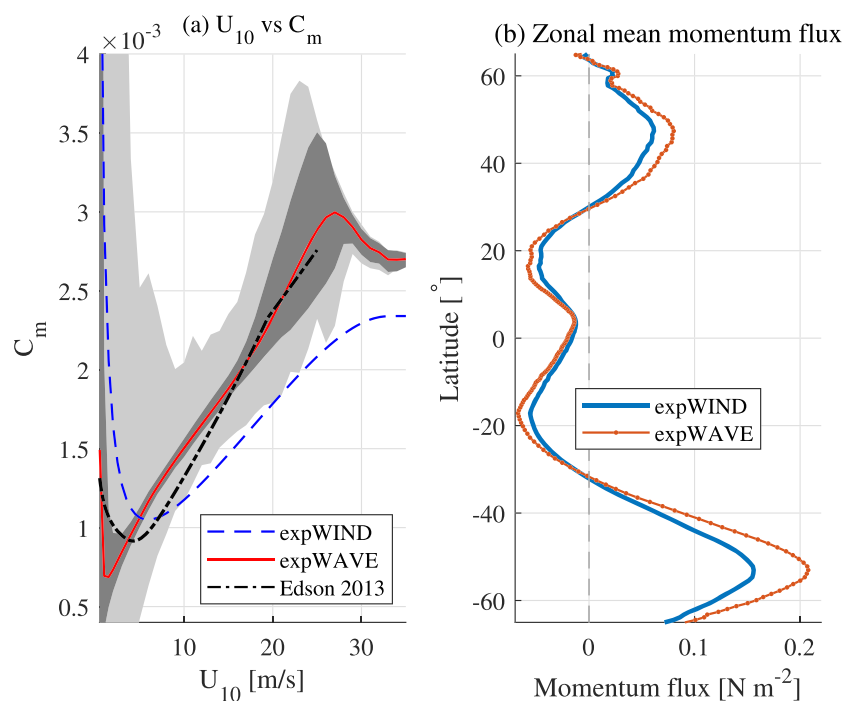 (a) U10 vs Cm
×10-3
4
3.5
3
2.5
2
1.5
1
0.5
Cm
10
20
30
U10 [m/s]
expWIND
expWAVE
Edson 2013
(b) Zonal mean momentum flux
60
40
20
0
-20
-40
-60
Latitude [°]
0
0.1
0.2
Momentum flux [N m-2]
expWIND
expWAVE